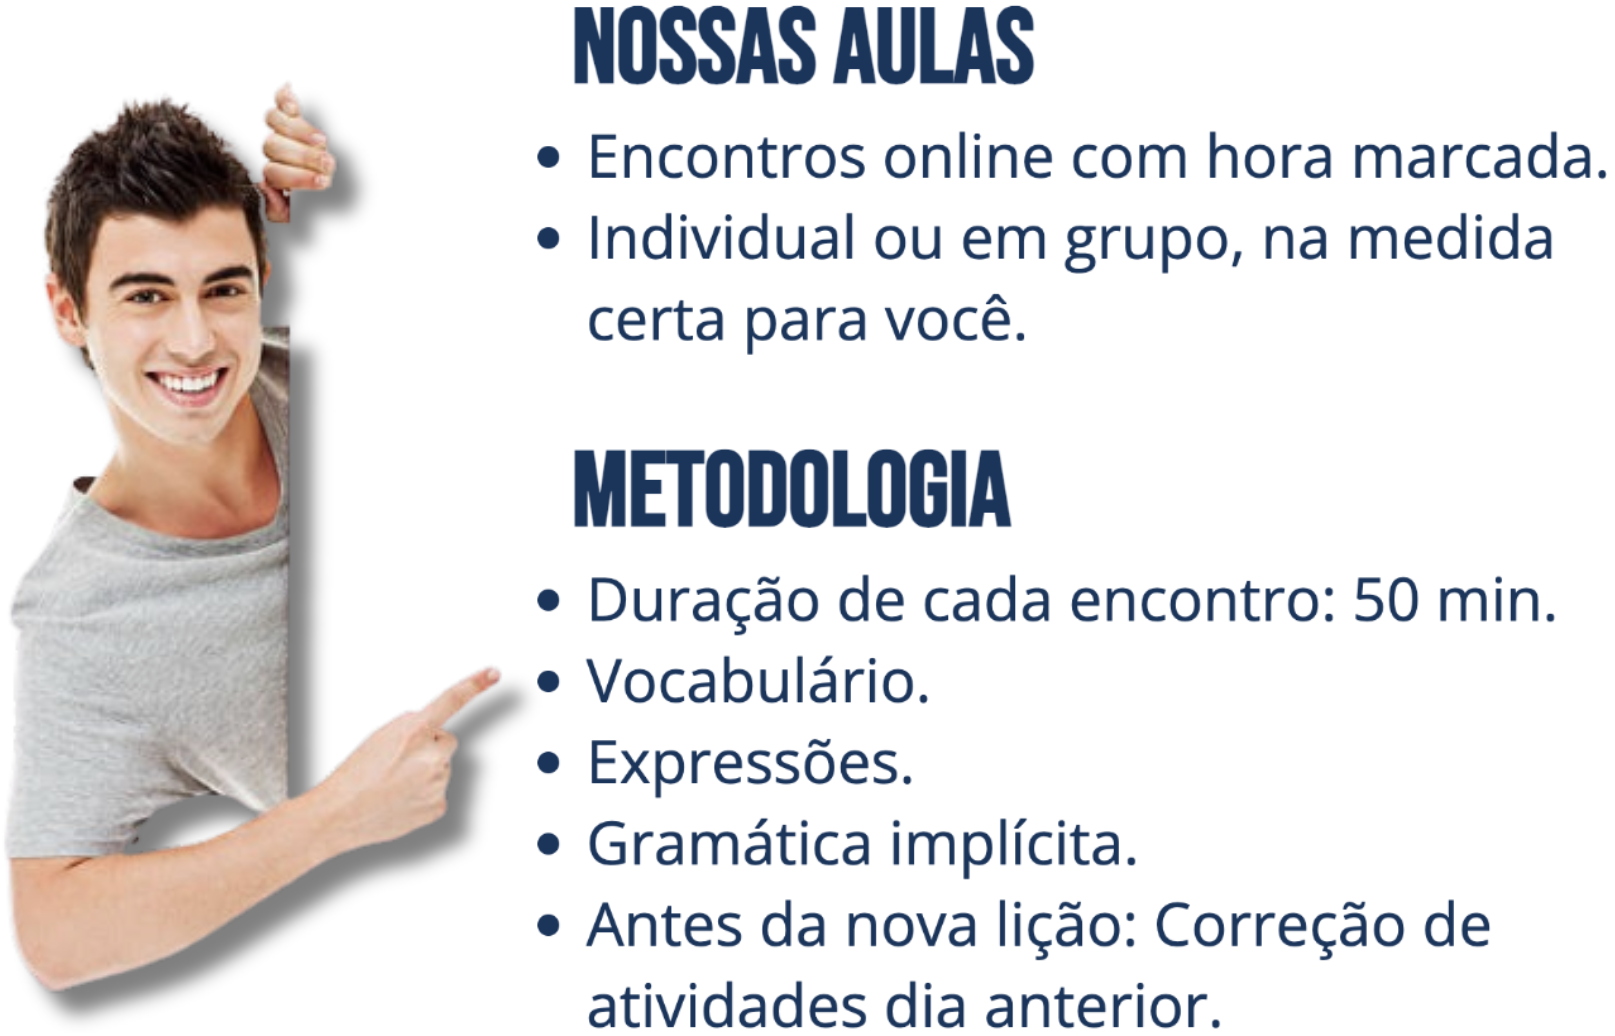 NOSSAS AULAS
• Encontros online com hora marcada.
• Individual ou em grupo, na medida
certa para você.
METODOLOGIA
• Duração de cada encontro: 50 min.
• Vocabulário.
• Expressões.
• Gramática implícita.
• Antes da nova lição: Correção de
atividades dia anterior.